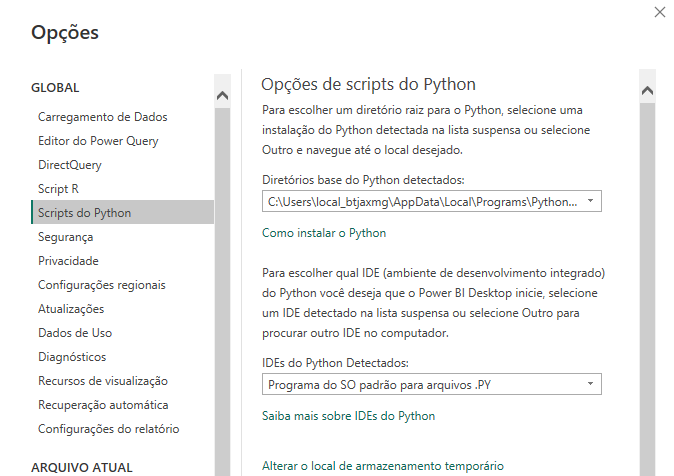 Opções
GLOBAL
Carregamento de Dados
Editor do Power Query
DirectQuery
Script R
Scripts do Python
Segurança
Privacidade
Configurações regionais
Atualizações
Dados de Uso
Diagnósticos
Recursos de visualização
Recuperação automática
Configurações do relatório
ARQUIVO ATUAL
Opções de scripts do Python
Para escolher um diretório raiz para o Python, selecione uma
instalação do Python detectada na lista suspensa ou selecione
Outro e navegue até o local desejado.
Diretórios base do Python detectados:
C:\Users\local_btjaxmg\AppData\Local\Programs\Python...
Como instalar o Python
Para escolher qual IDE (ambiente de desenvolvimento integrado)
do Python você deseja que o Power BI Desktop inicie, selecione
um IDE detectado na lista suspensa ou selecione Outro para
procurar outro IDE no computador.
IDEs do Python Detectados:
Programa do SO padrão para arquivos .PY
Saiba mais sobre IDEs do Python
Alterar o local de armazenamento temporário